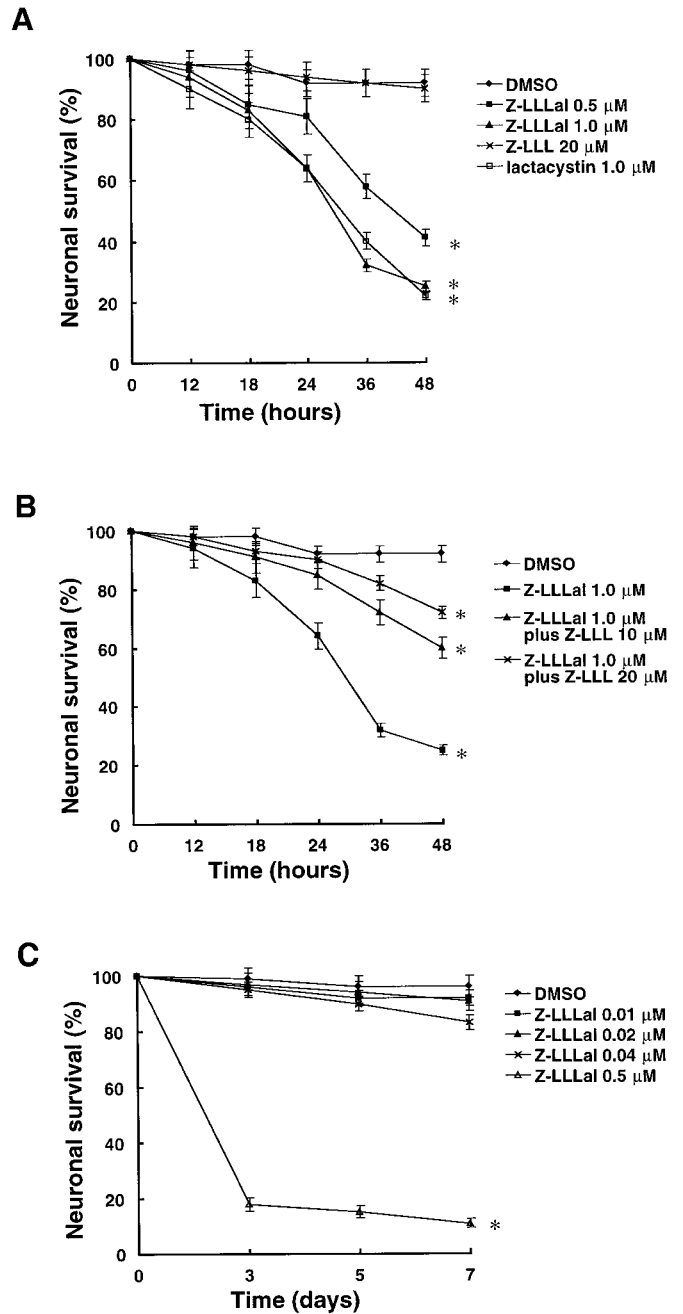 A
Neuronal survival (%)
100
80
60
40
20
0
0 12 18 24 36 48
Time (hours)
DMSO
Z-LLLal 0.5 μM
Z-LLLal 1.0 μM
Z-LLL 20 μM
lactacystin 1.0 μM
*
*
*
B
Neuronal survival (%)
100
80
60
40
20
0
0 12 18 24 36 48
Time (hours)
DMSO
Z-LLLal 1.0 μM
Z-LLLal 1.0 μM
plus Z-LLL 10 μM
Z-LLLal 1.0 μM
plus Z-LLL 20 μM
*
*
*
C
Neuronal survival (%)
100
80
60
40
20
0
0 3 5 7
Time (days)
DMSO
Z-LLLal 0.01 μM
Z-LLLal 0.02 μM
Z-LLLal 0.04 μM
Z-LLLal 0.5 μM
*